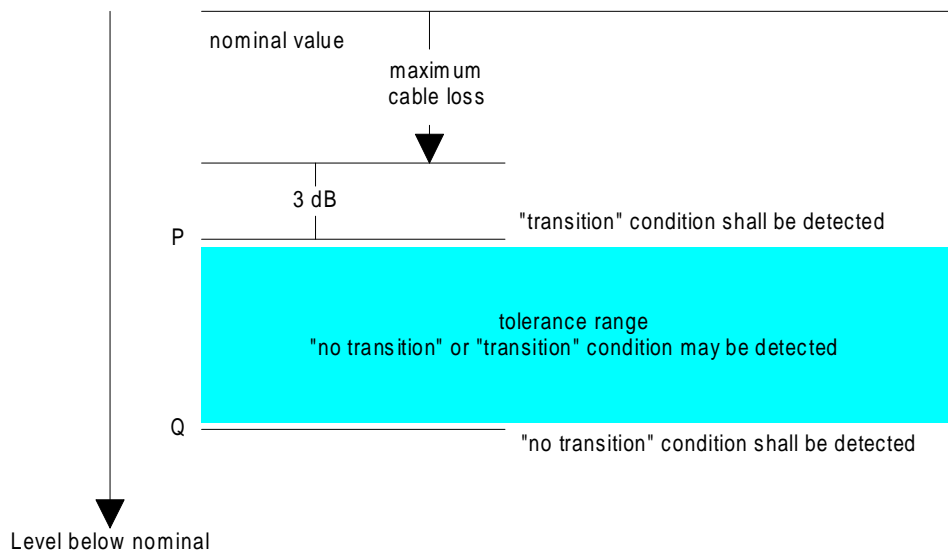 nominal value
maximum
cable loss
3 dB
"transition" condition shall be detected
P
tolerance range
"no transition" or "transition" condition may be detected
Q
"no transition" condition shall be detected
Level below nominal